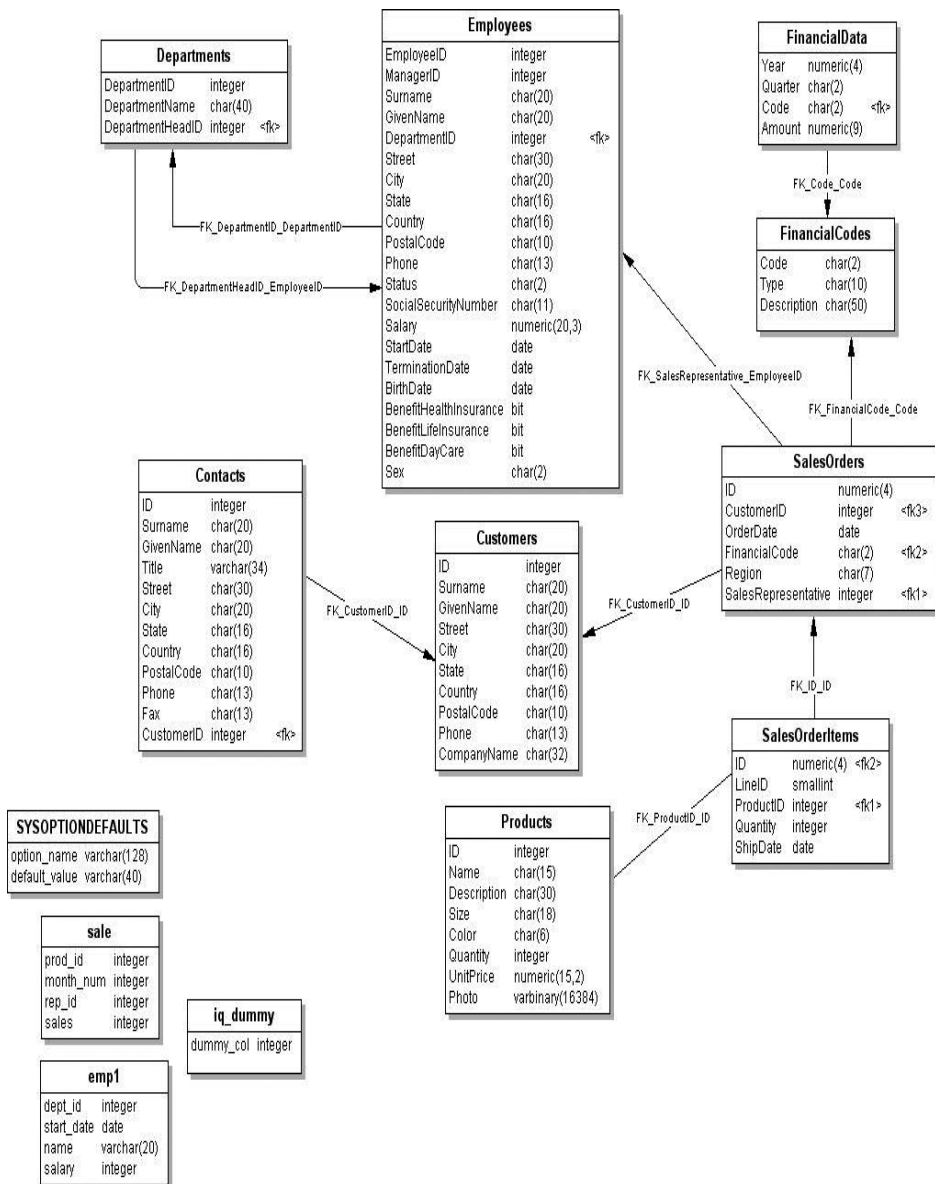 Departments
DepartmentID integer
DepartmentName char(40)
DepartmentHeadID integer <fk>
Employees
EmployeeID integer
ManagerID integer
Surname char(20)
GivenName char(20)
DepartmentID integer <fk>
Street char(30)
City char(20)
State char(16)
Country char(16)
PostalCode char(10)
Phone char(13)
Status char(2)
SocialSecurityNumber char(11)
Salary numeric(20,3)
StartDate date
TerminationDate date
BirthDate date
BenefitHealthInsurance bit
BenefitLifeInsurance bit
BenefitDayCare bit
Sex char(2)
FinancialData
Year numeric(4)
Quarter char(2)
Code char(2) <fk>
Amount numeric(9)
FK_Code_Code
FinancialCodes
Code char(2)
Type char(10)
Description char(50)
FK_DepartmentID_DepartmentID
FK_DepartmentHeadID_EmployeeID
FK_SalesRepresentative_EmployeeID
FK_FinancialCode_Code
Contacts
ID integer
Surname char(20)
GivenName char(20)
Title varchar(34)
Street char(30)
City char(20)
State char(16)
Country char(16)
PostalCode char(10)
Phone char(13)
Fax char(13)
CustomerID integer <fk>
FK_CustomerID_ID
Customers
ID integer
Surname char(20)
GivenName char(20)
Street char(30)
City char(20)
State char(16)
Country char(16)
PostalCode char(10)
Phone char(13)
CompanyName char(32)
FK_CustomerID_ID
SalesOrders
ID numeric(4)
CustomerID integer <fk3>
OrderDate date
FinancialCode char(2) <fk2>
Region char(7)
SalesRepresentative integer <fk1>
FK_ID_ID
SalesOrderItems
ID numeric(4) <fk2>
LineID smallint
ProductID integer <fk1>
Quantity integer
ShipDate date
FK_ProductID_ID
Products
ID integer
Name char(15)
Description char(30)
Size char(18)
Color char(6)
Quantity integer
UnitPrice numeric(15,2)
Photo varbinary(16384)
SYSOPTIONDEFAULTS
option_name varchar(128)
default_value varchar(40)
sale
prod_id integer
month_num integer
rep_id integer
sales integer
iq_dummy
dummy_col integer
emp1
dept_id integer
start_date date
name varchar(20)
salary integer